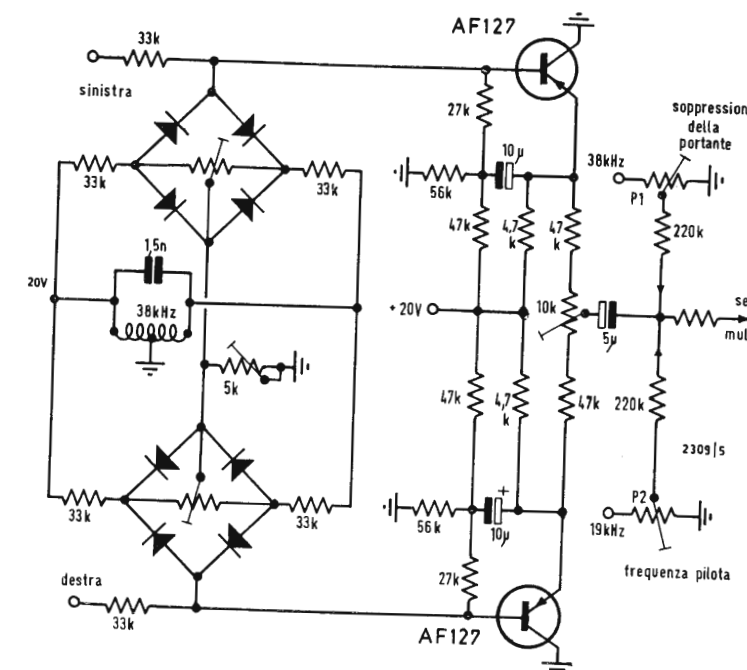 AF127
33k
sinistra
27k
10µ
soppression
della
portante
38kHz
P1
33k
33k
56k
47k
4,7
k
47
k
220k
1,5n
20V
38kHz
+ 20V
10k
5µ
se
mul
5k
47k
4,7
k
47k
220k
2309/5
33k
33k
56k
+
10µ
P2
19kHz
frequenza pilota
destra
33k
27k
AF127